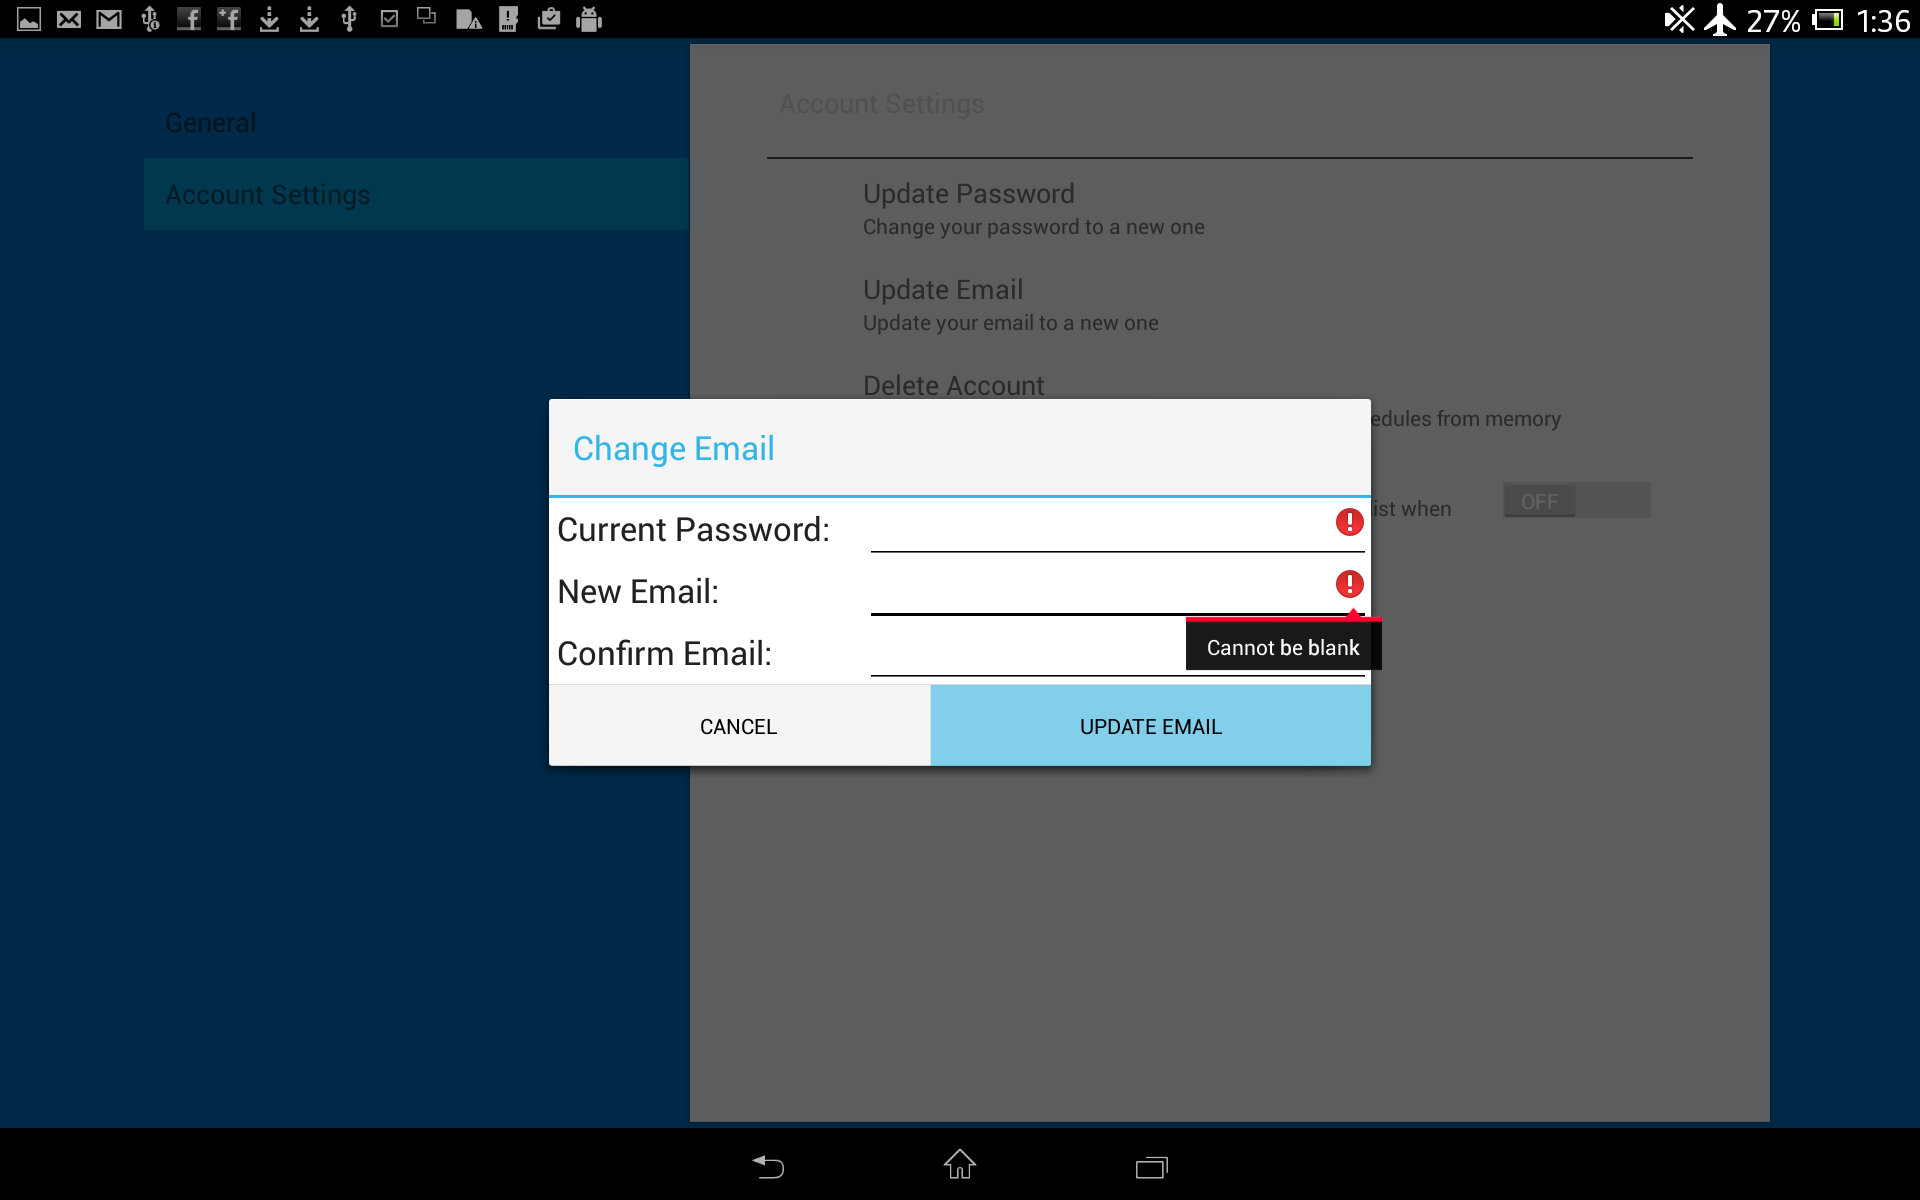 27% 1:36
General
Account Settings
Account Settings
Update Password
Change your password to a new one
Update Email
Update your email to a new one
Delete Account
edules from memory
ist when
OFF
Change Email
Current Password:
New Email:
Cannot be blank
Confirm Email:
CANCEL
UPDATE EMAIL